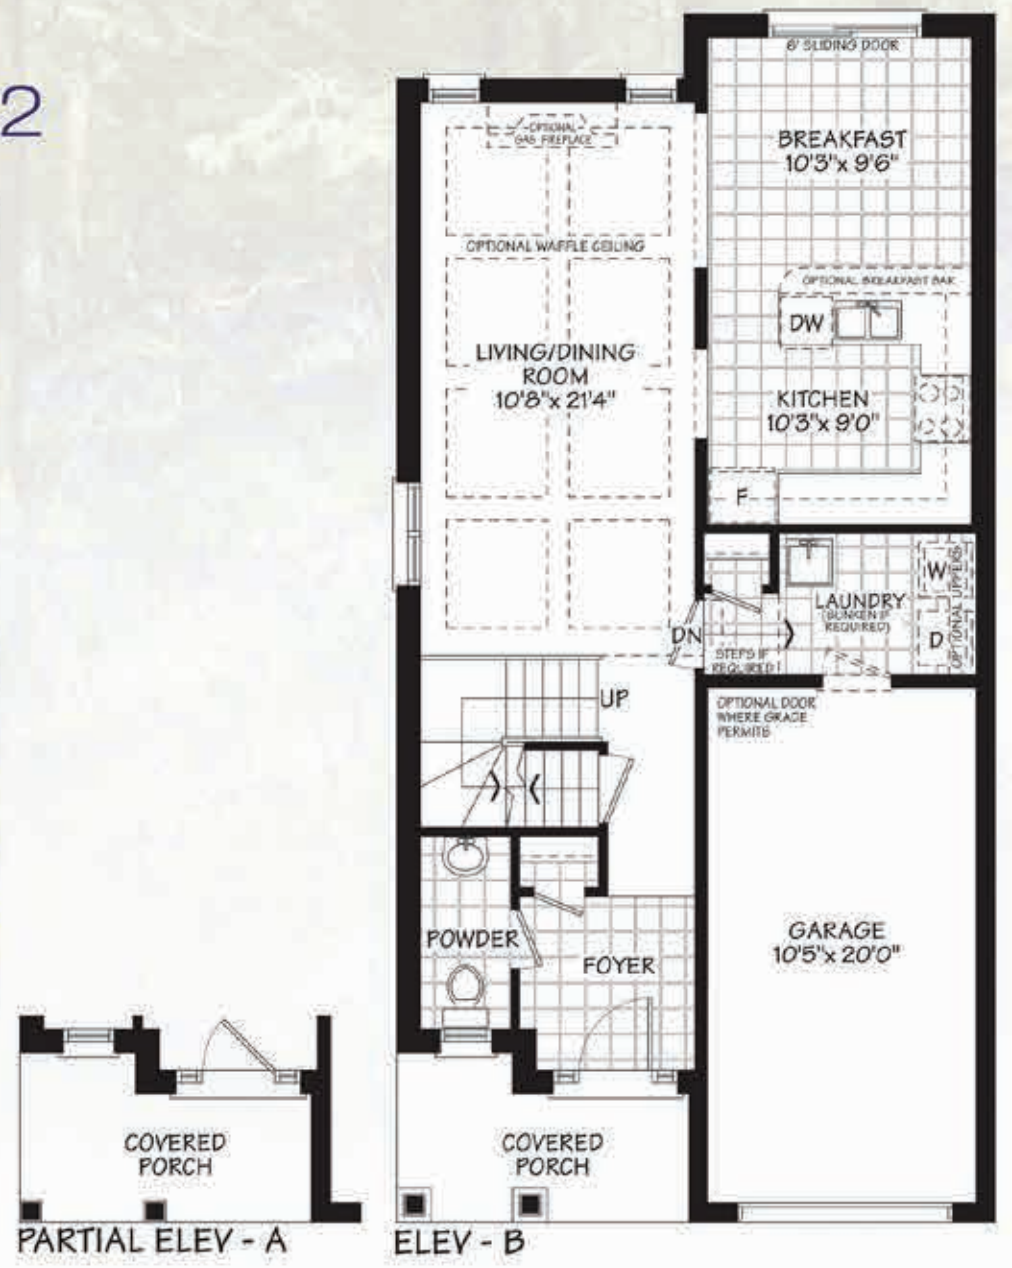 2
6' SLIDING DOOR
BREAKFAST
10'3"x 9'6"
OPTIONAL
GAS FIREPLACE
OPTIONAL WAFFLE CEILING
OPTIONAL BREAKFAST BAR
DW
LIVING/DINING
ROOM
10'8"x 21'4"
KITCHEN
10'3"x 9'0"
F
W
D
OPTIONAL UPPERS
LAUNDRY
(SUNKEN IF
REQUIRED)
DN
STEPS IF
REQUIRED
UP
OPTIONAL DOOR
WHERE GRADE
PERMITS
POWDER
FOYER
GARAGE
10'5"x 20'0"
COVERED
PORCH
COVERED
PORCH
PARTIAL ELEV - A
ELEV - B